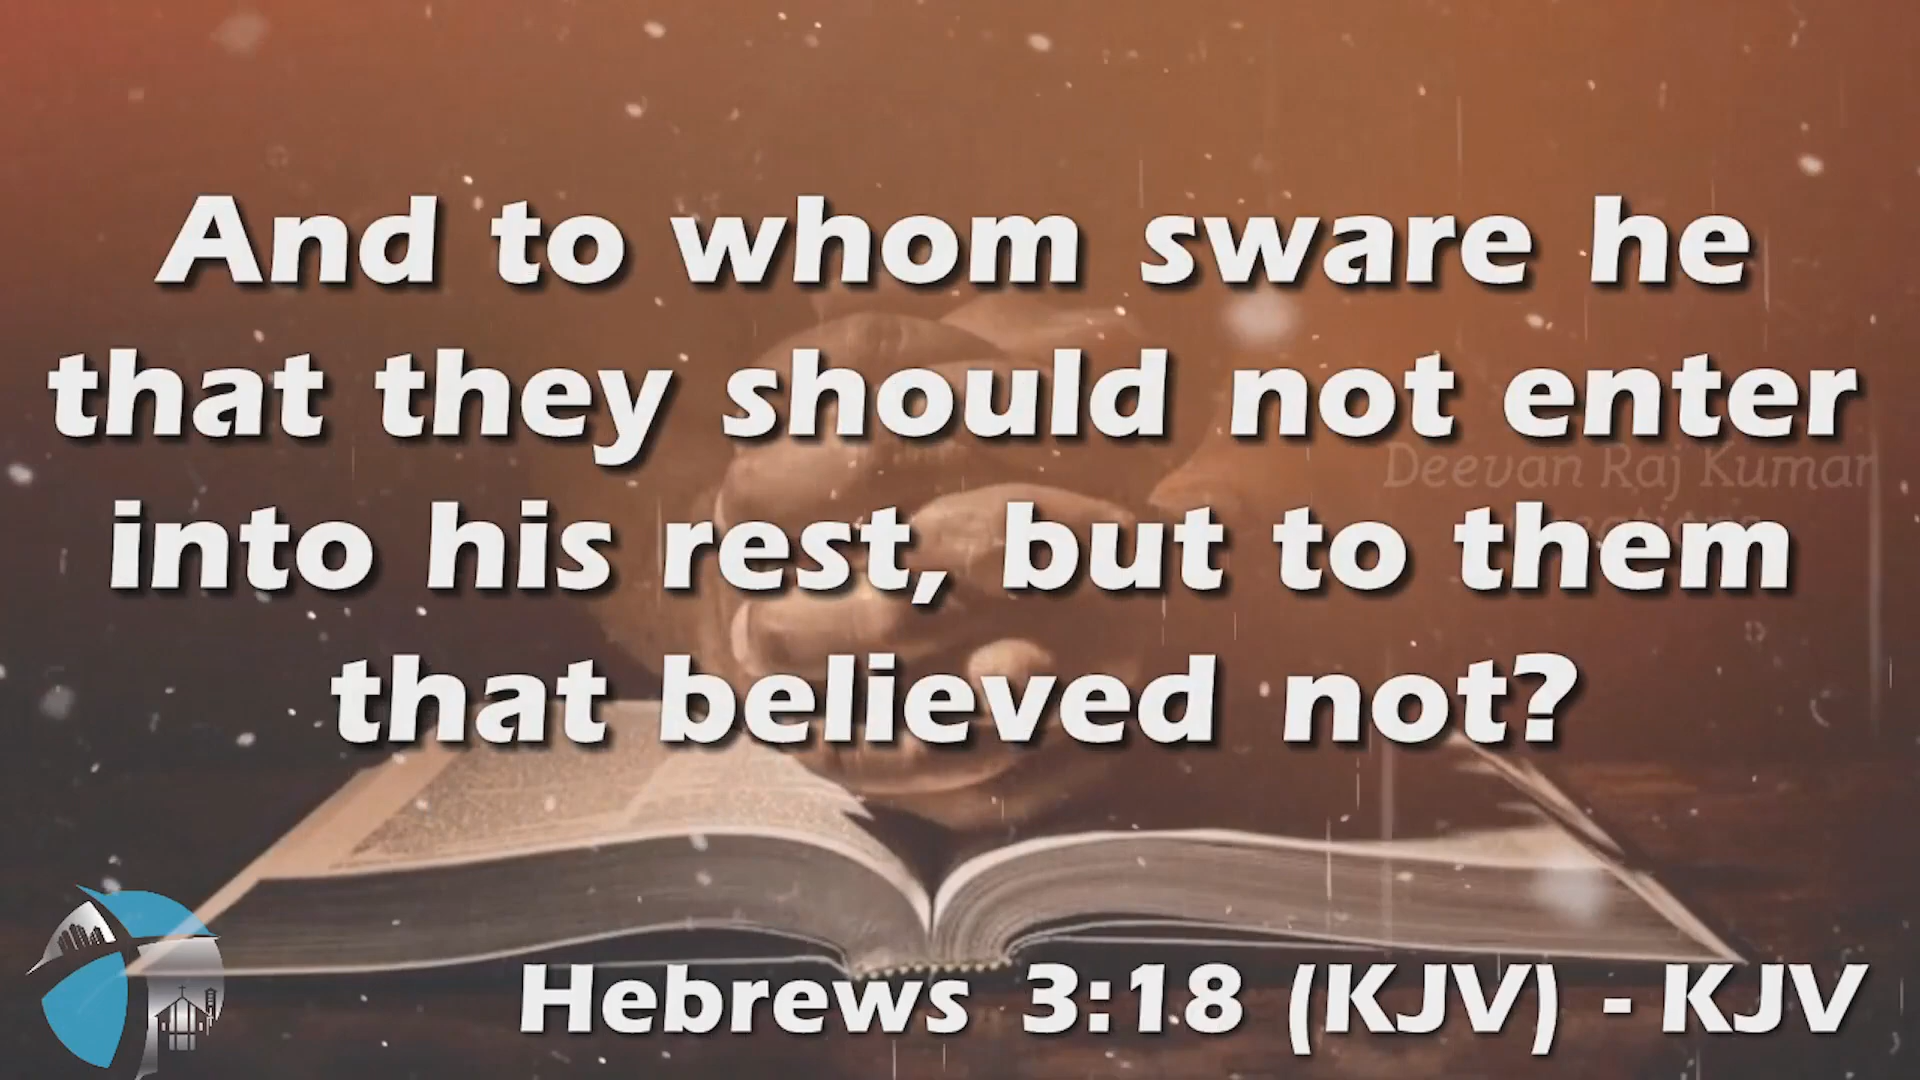 And to whom sware he
that they should not enter
Deevan Raj Kumar
into his rest, but to them
that believed not?
Hebrews 3:18 (KJV) - KJV